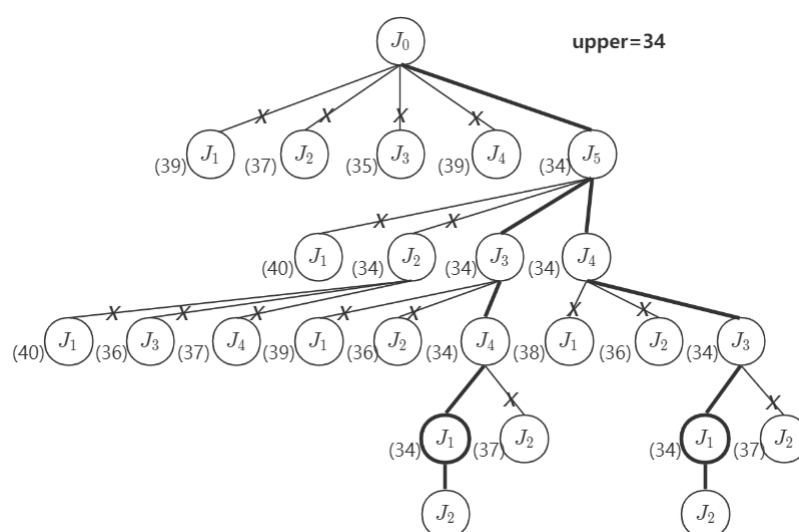 J₀ upper=34
X X X X
(39) J₁ (37) J₂ (35) J₃ (39) J₄ (34) J₅
X X
(40) J₁ (34) J₂ (34) J₃ (34) J₄
X X X X X X X
(40) J₁ (36) J₃ (37) J₄ (39) J₁ (36) J₂ (34) J₄ (38) J₁ (36) J₂ (34) J₃
X X
(34) J₁ (37) J₂ (34) J₁ (37) J₂
J₂ J₂